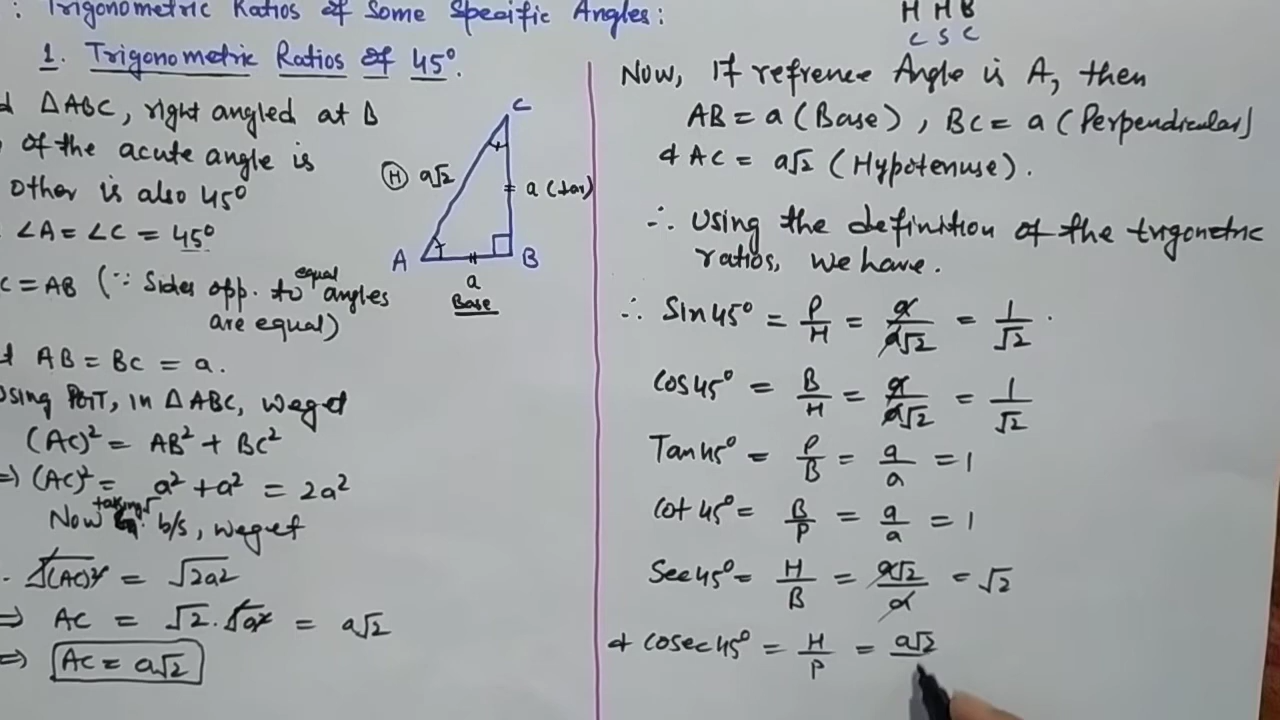 : Trigonometric Ratios of Some Specific Angles:
1. Trigonometric Ratios of 45°.
△ABC, right angled at B
of the acute angle is
other is also 45°
∠A = ∠C = 45°
C = AB (∵ Sides opp. to equal angles
are equal)
AB = BC = a.
Using PGT, in △ABC, we get
(AC)² = AB² + BC²
⇒ (AC)² = a² + a² = 2a²
Now taking √ b/s, we get
√(AC)² = √2a²
⇒ AC = √2.√a² = a√2
⇒ AC = a√2
C
H a√2
a
A
B
a
Base
H H B
C S C
Now, If refrence Angle is A, then
AB = a (Base), BC = a (Perpendicular)
& AC = a√2 (Hypotenuse).
∴ Using the definition of the trigonetric
ratios, we have.
∴ Sin45° = P/H = a/a√2 = 1/√2.
Cos45° = B/H = a/a√2 = 1/√2
Tan45° = P/B = a/a = 1
Cot 45° = B/P = a/a = 1
Sec45° = H/B = a√2/a = √2
& Cosec45° = H/P = a√2